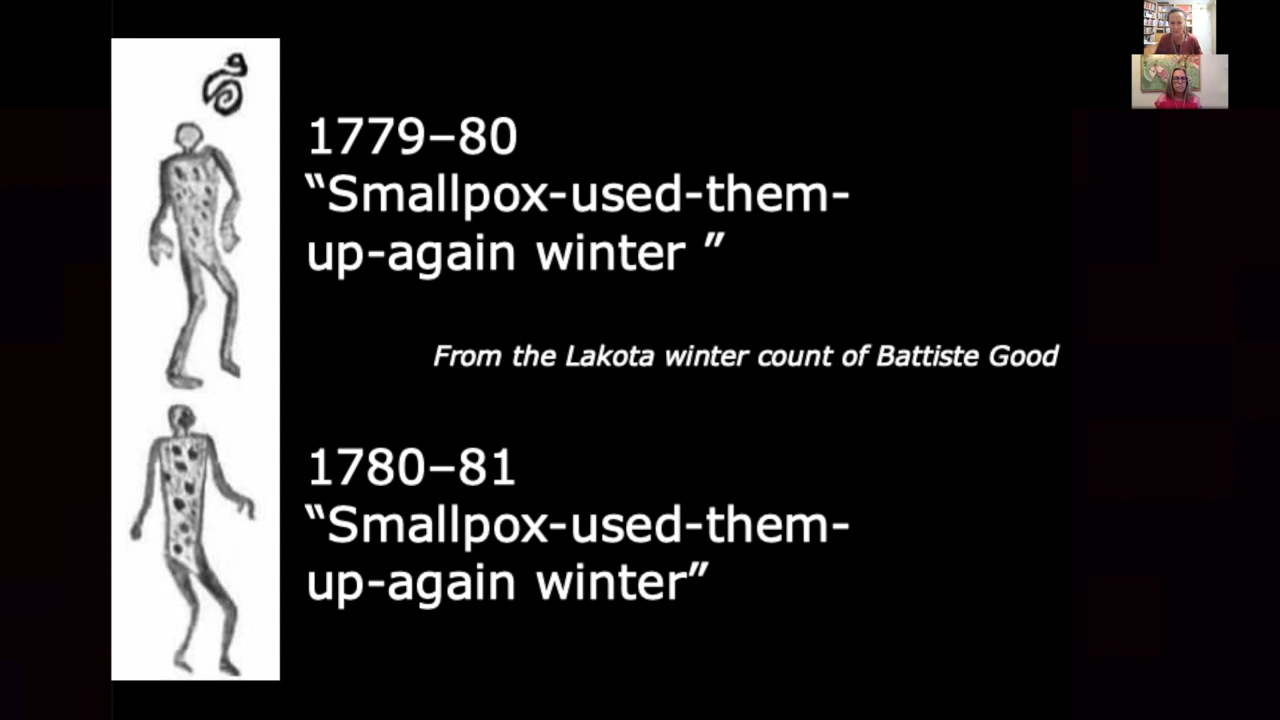 1779–80
“Smallpox-used-them-
up-again winter ”
From the Lakota winter count of Battiste Good
1780–81
“Smallpox-used-them-
up-again winter”